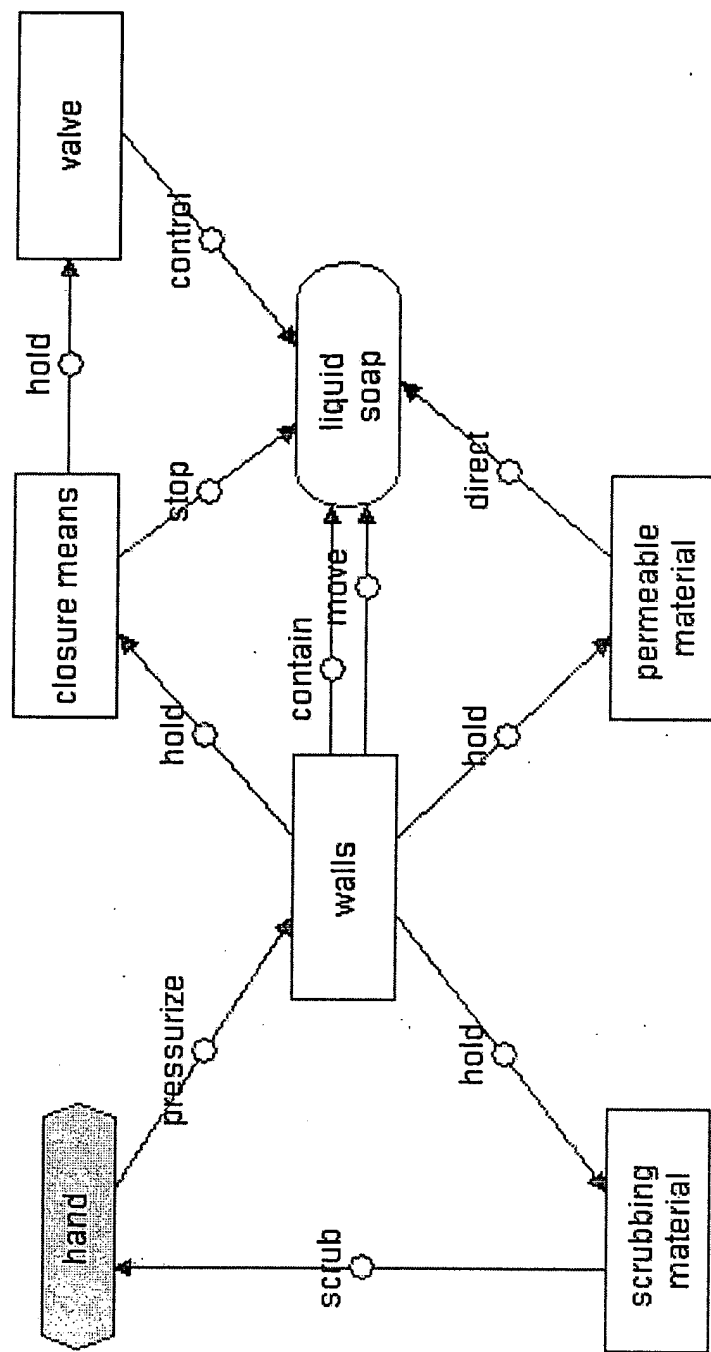 hand
pressurize
hold
closure means
hold
valve
stop
control
scrub
walls
contain
move
liquid
soap
hold
hold
direct
scrubbing
material
permeable
material